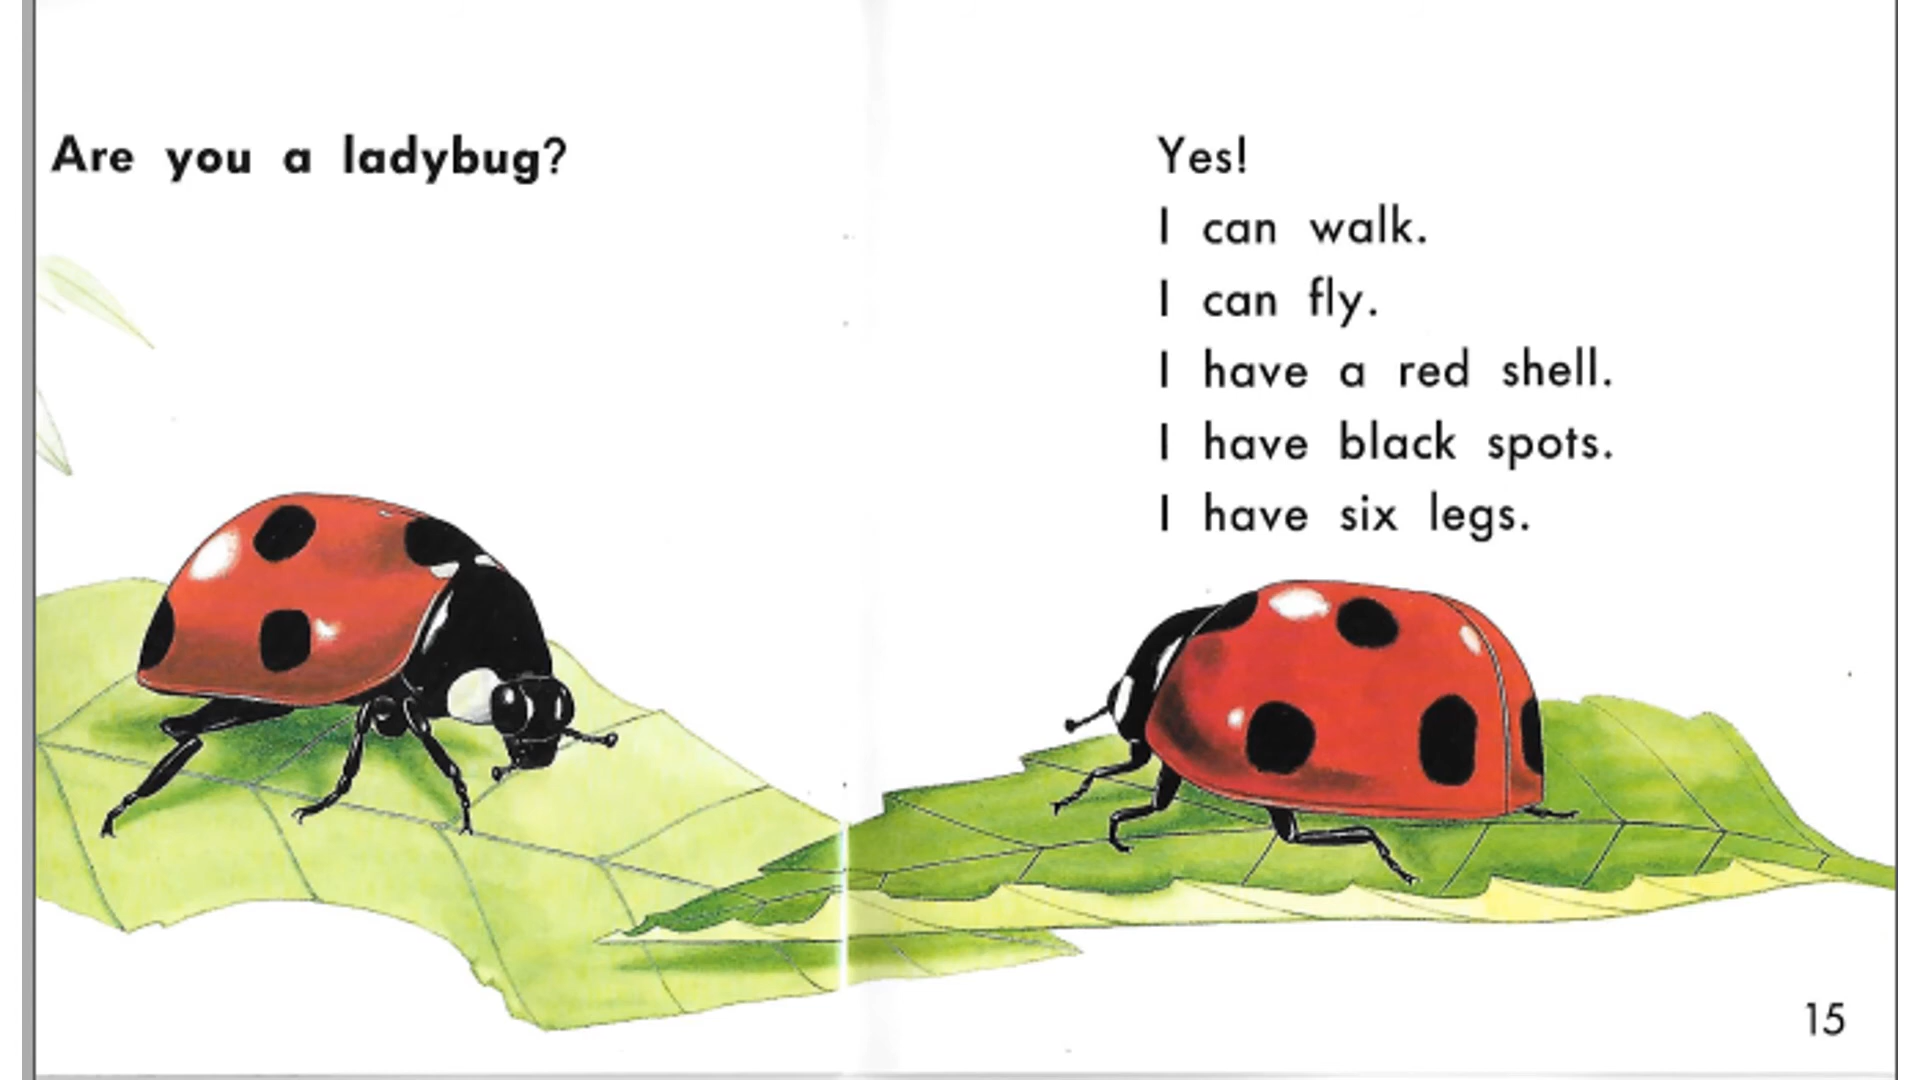 Are you a ladybug?
Yes!
I can walk.
I can fly.
I have a red shell.
I have black spots.
I have six legs.
15